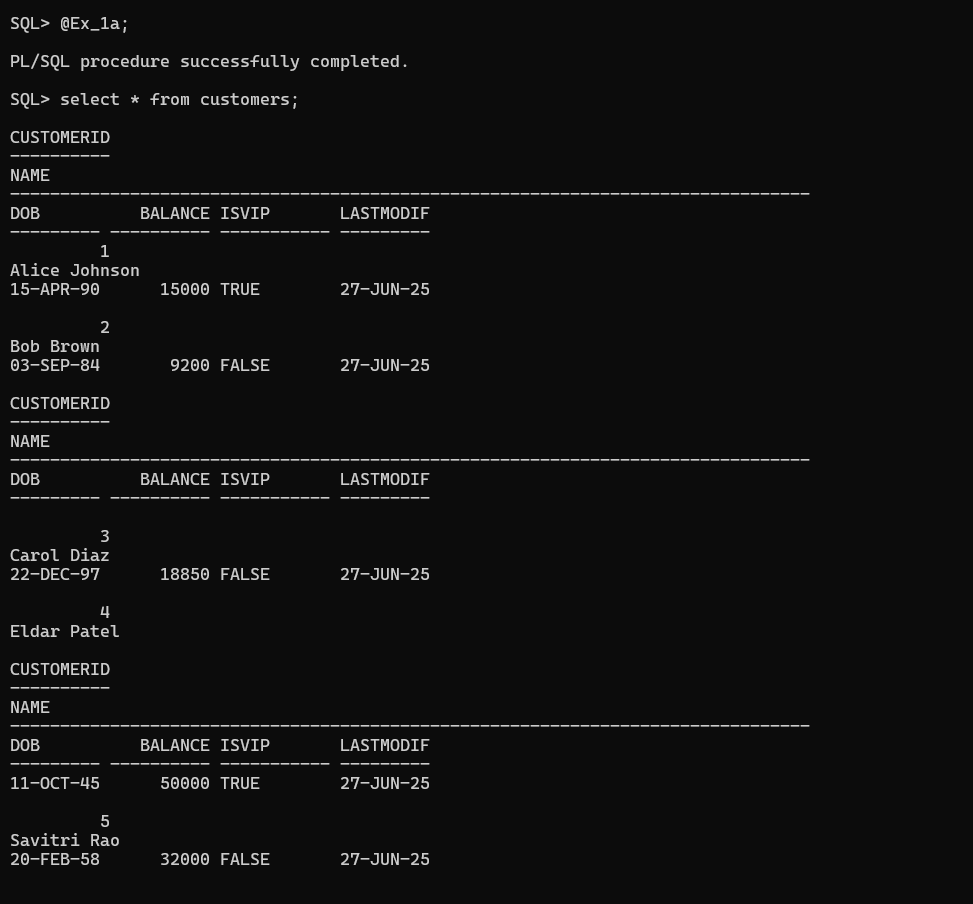 SQL> @Ex_1a;
PL/SQL procedure successfully completed.
SQL> select * from customers;
CUSTOMERID
----------
NAME
--------------------------------------------------------------------------------
DOB          BALANCE ISVIP       LASTMODIF
--------- ---------- ----------- ---------
         1
Alice Johnson
15-APR-90      15000 TRUE        27-JUN-25
         2
Bob Brown
03-SEP-84       9200 FALSE       27-JUN-25
CUSTOMERID
----------
NAME
--------------------------------------------------------------------------------
DOB          BALANCE ISVIP       LASTMODIF
--------- ---------- ----------- ---------
         3
Carol Diaz
22-DEC-97      18850 FALSE       27-JUN-25
         4
Eldar Patel
CUSTOMERID
----------
NAME
--------------------------------------------------------------------------------
DOB          BALANCE ISVIP       LASTMODIF
--------- ---------- ----------- ---------
11-OCT-45      50000 TRUE        27-JUN-25
         5
Savitri Rao
20-FEB-58      32000 FALSE       27-JUN-25